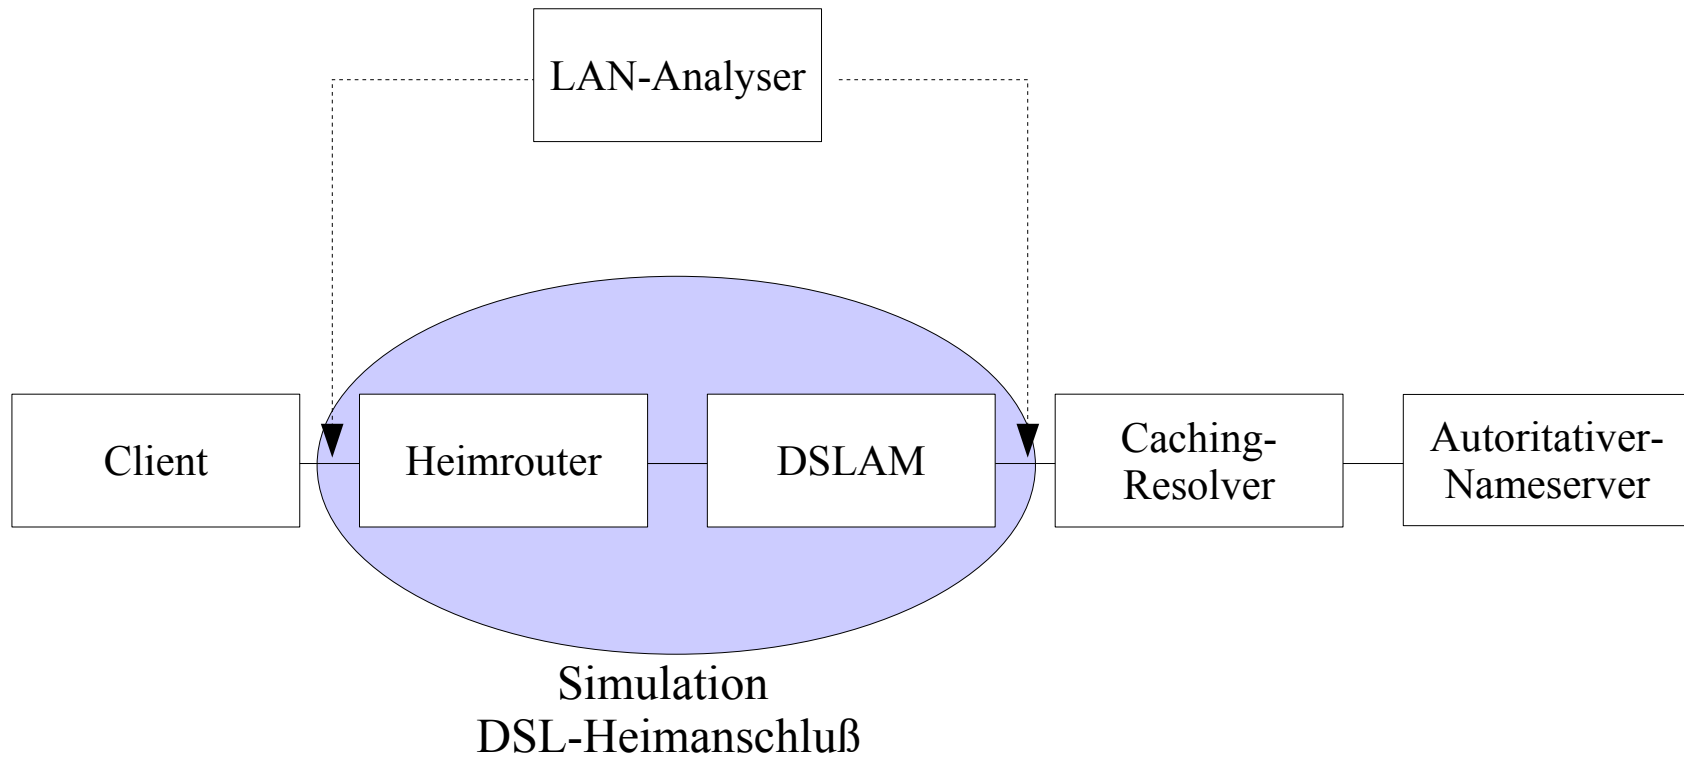 LAN-Analyser
Client
Heimrouter
DSLAM
Caching-
Resolver
Autoritativer-
Nameserver
Simulation
DSL-Heimanschluß